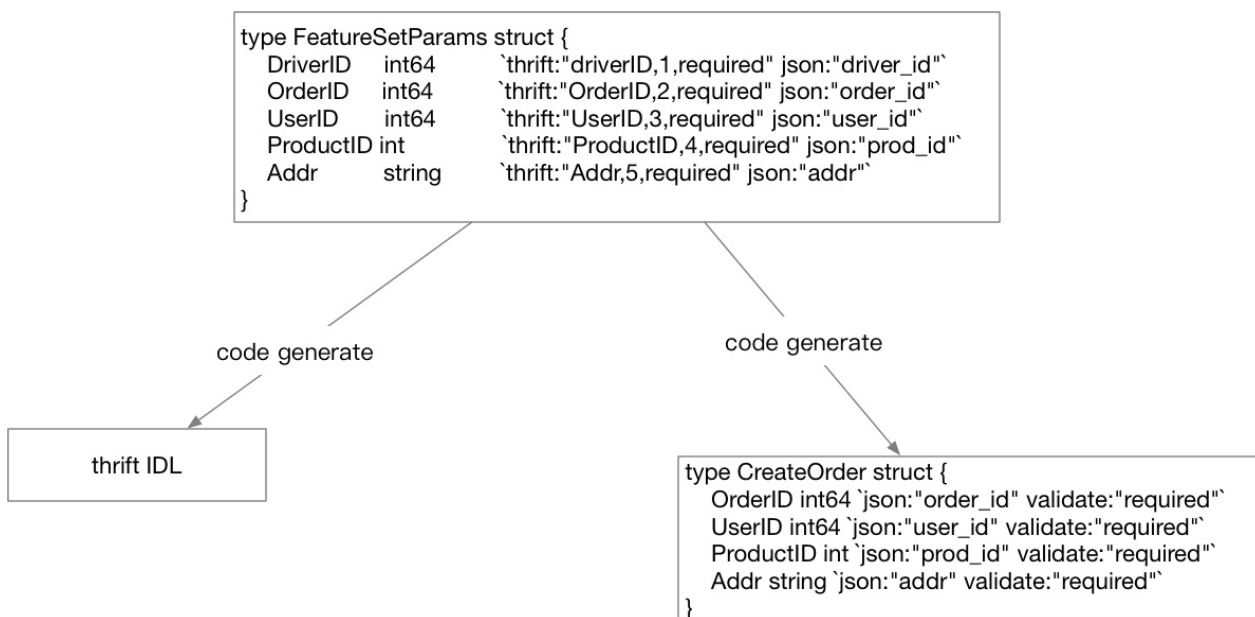 type FeatureSetParams struct {
DriverID int64 `thrift:"driverID,1,required" json:"driver_id"`
OrderID int64 `thrift:"OrderID,2,required" json:"order_id"`
UserID int64 `thrift:"UserID,3,required" json:"user_id"`
ProductID int `thrift:"ProductID,4,required" json:"prod_id"`
Addr string `thrift:"Addr,5,required" json:"addr"`
}
code generate
code generate
thrift IDL
type CreateOrder struct {
OrderID int64 `json:"order_id" validate:"required"`
UserID int64 `json:"user_id" validate:"required"`
ProductID int `json:"prod_id" validate:"required"`
Addr string `json:"addr" validate:"required"`
}